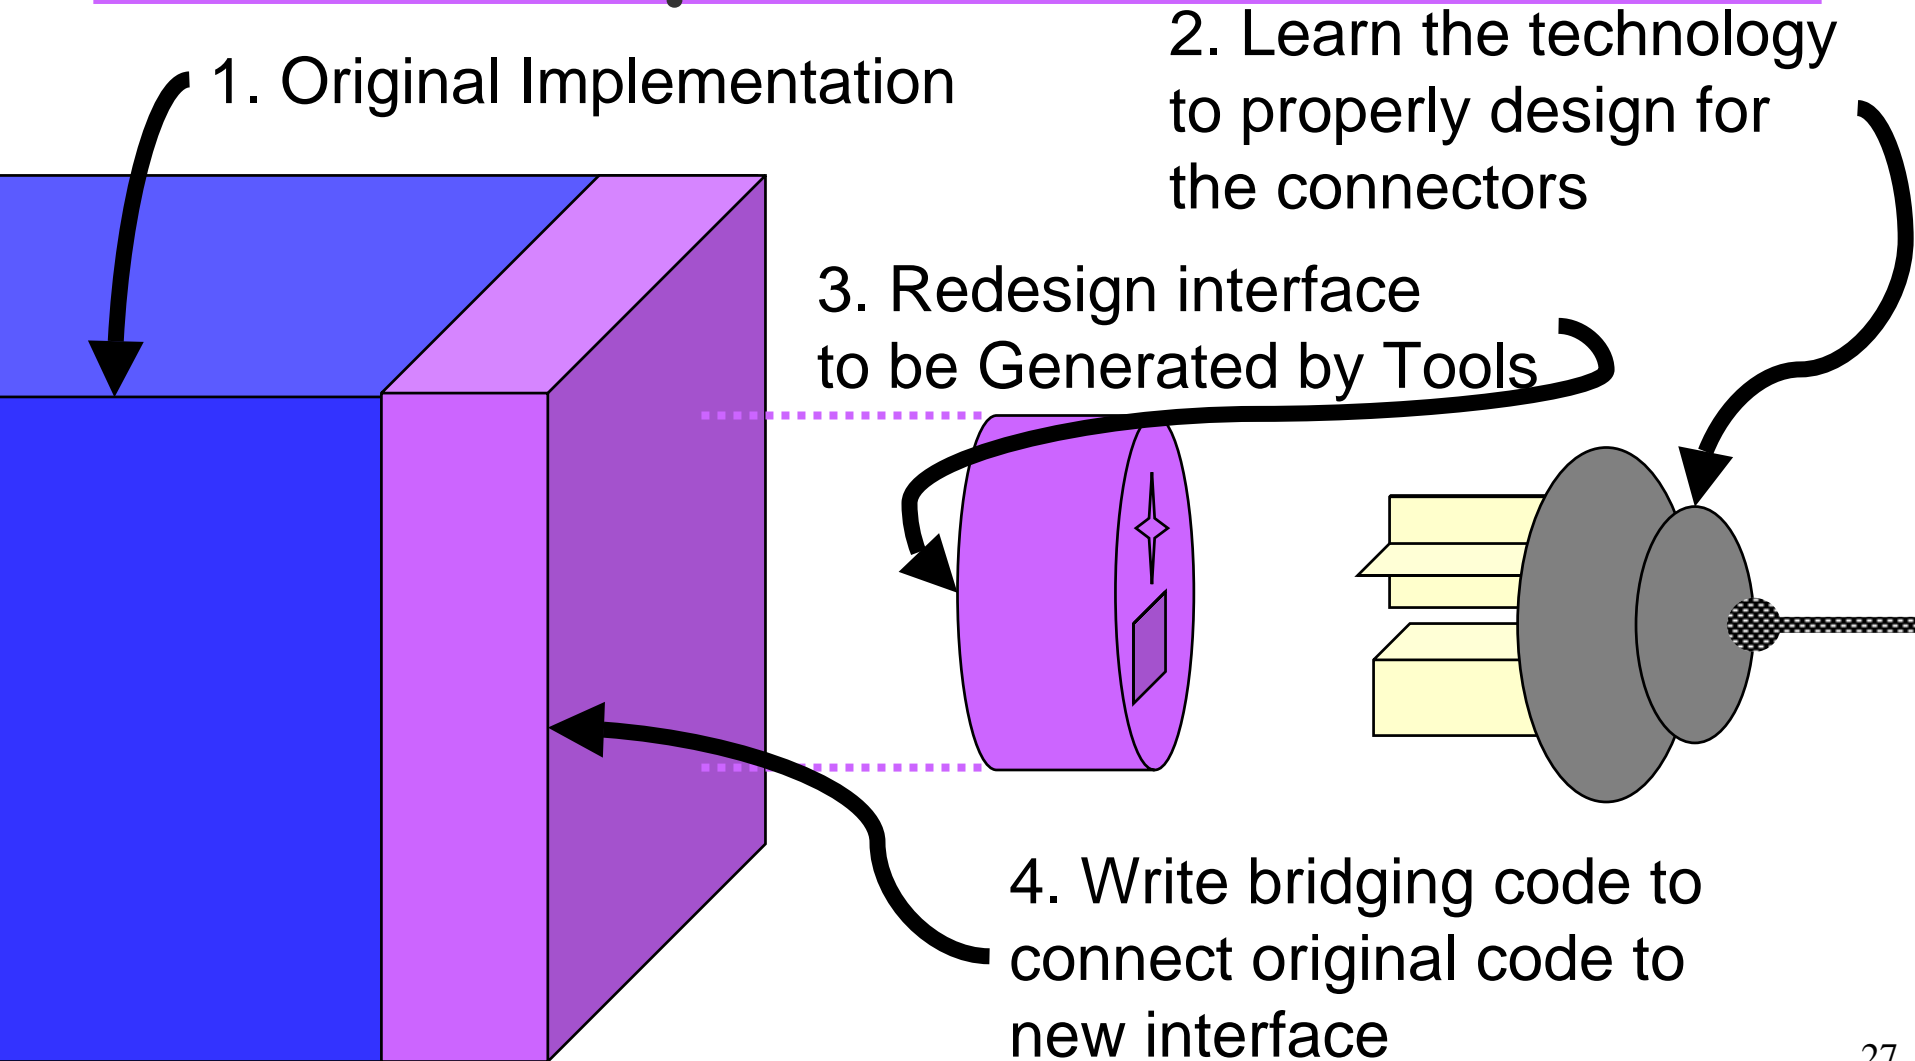 1. Original Implementation
2. Learn the technology
to properly design for
the connectors
3. Redesign interface
to be Generated by Tools
4. Write bridging code to
connect original code to
new interface
27